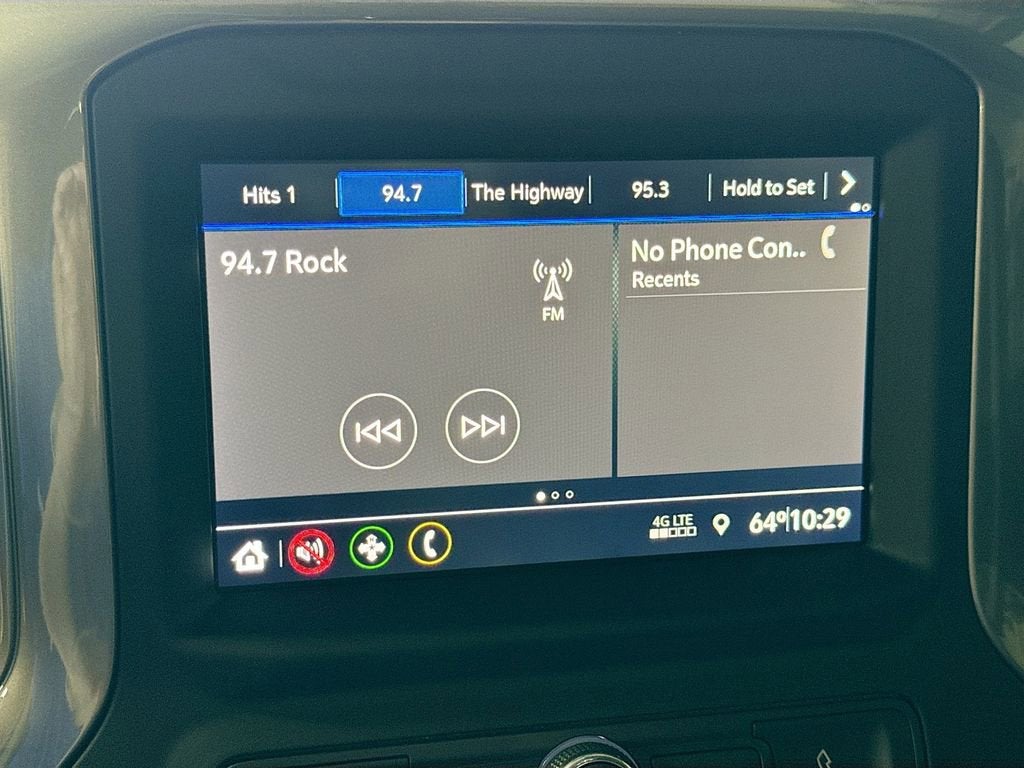 Hits 1
94.7
The Highway
95.3
Hold to Set
94.7 Rock
FM
No Phone Con..
Recents
4G LTE
64º
10:29